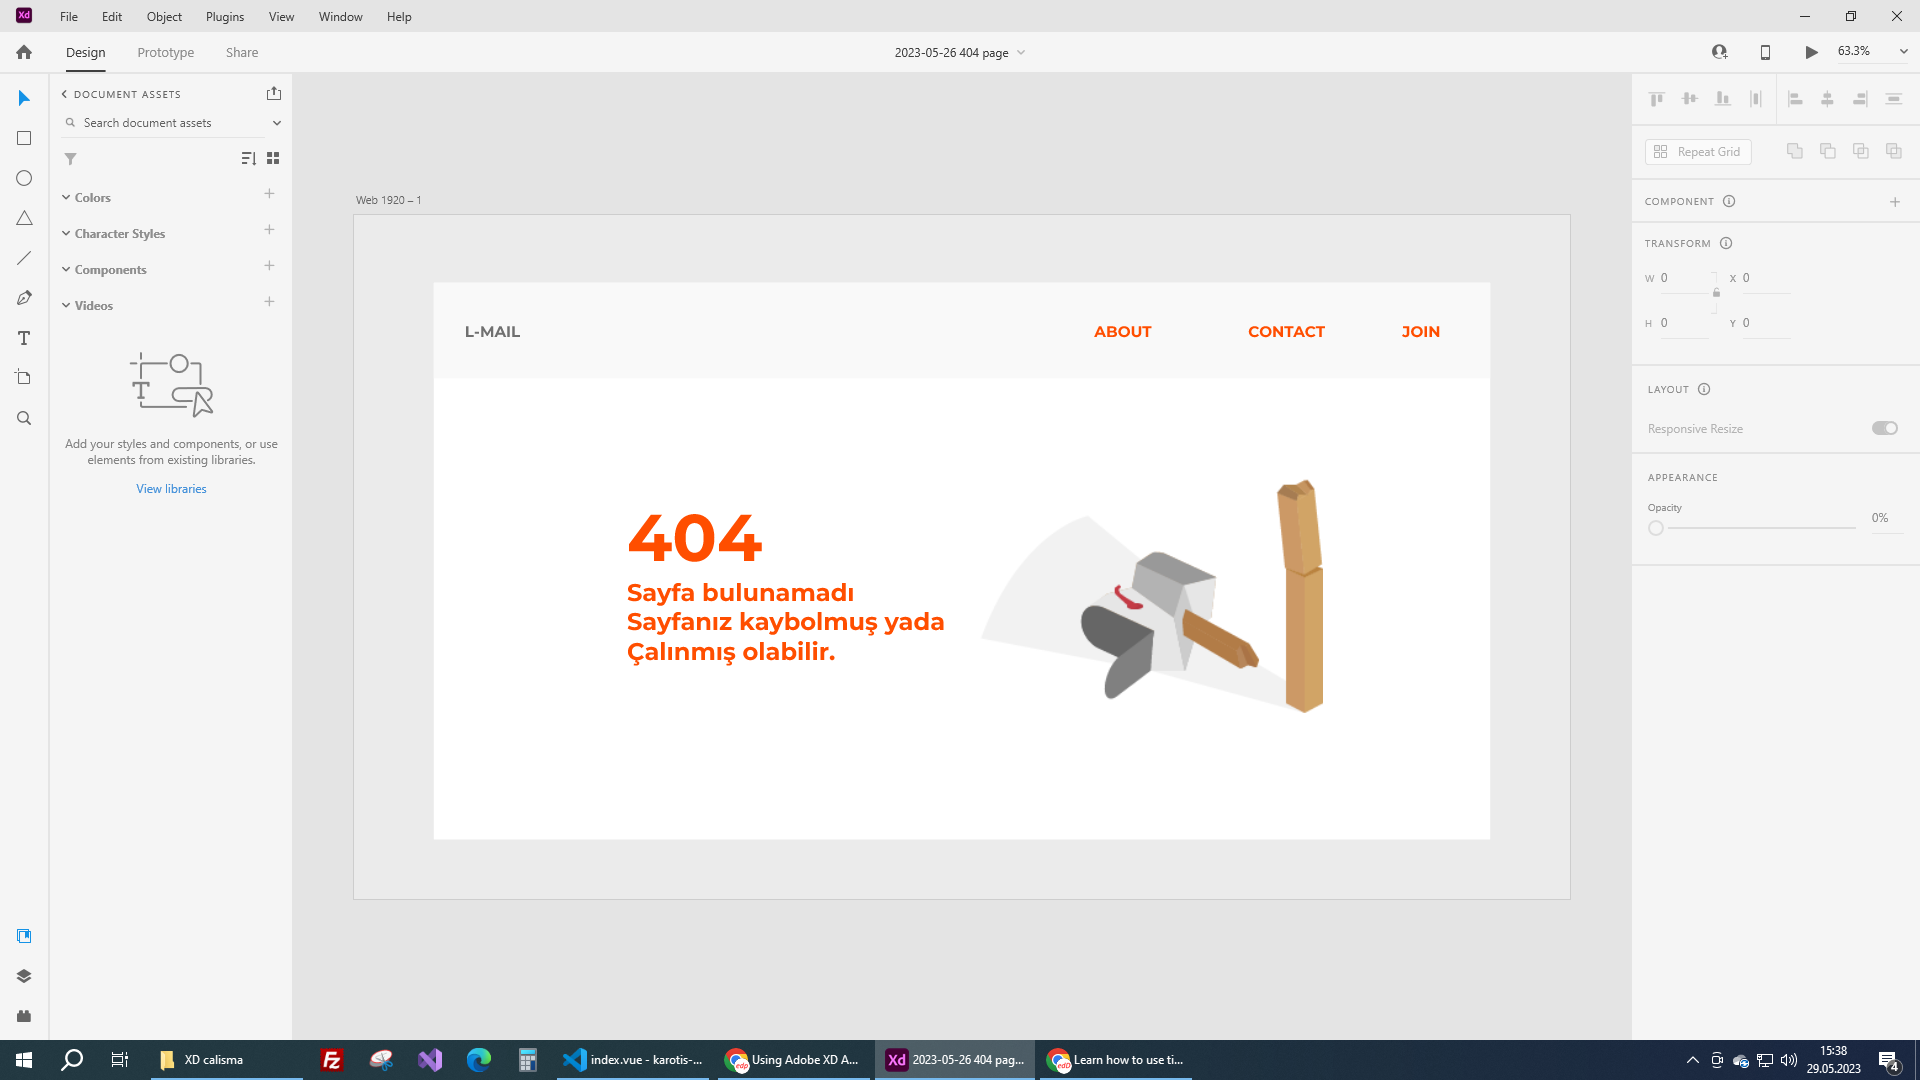 Xd File Edit Object Plugins View Window Help
Design Prototype Share
2023-05-26 404 page
63.3%
DOCUMENT ASSETS
Search document assets
Colors
Character Styles
Components
Videos
Add your styles and components, or use
elements from existing libraries.
View libraries
Web 1920 – 1
L-MAIL ABOUT CONTACT JOIN
404
Sayfa bulunamadı
Sayfanız kaybolmuş yada
Çalınmış olabilir.
Repeat Grid
COMPONENT
TRANSFORM
W 0 X 0
H 0 Y 0
LAYOUT
Responsive Resize
APPEARANCE
Opacity
0%
XD calisma
Fz
index.vue - karotis-...
Using Adobe XD A...
Xd 2023-05-26 404 pag...
Learn how to use ti...
15:38
29.05.2023
4